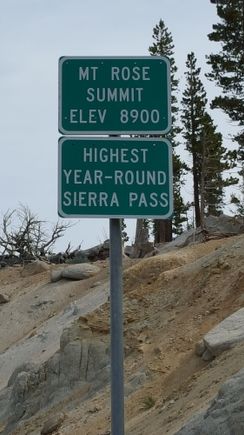 MT ROSE
SUMMIT
ELEV 8900
HIGHEST
YEAR-ROUND
SIERRA PASS